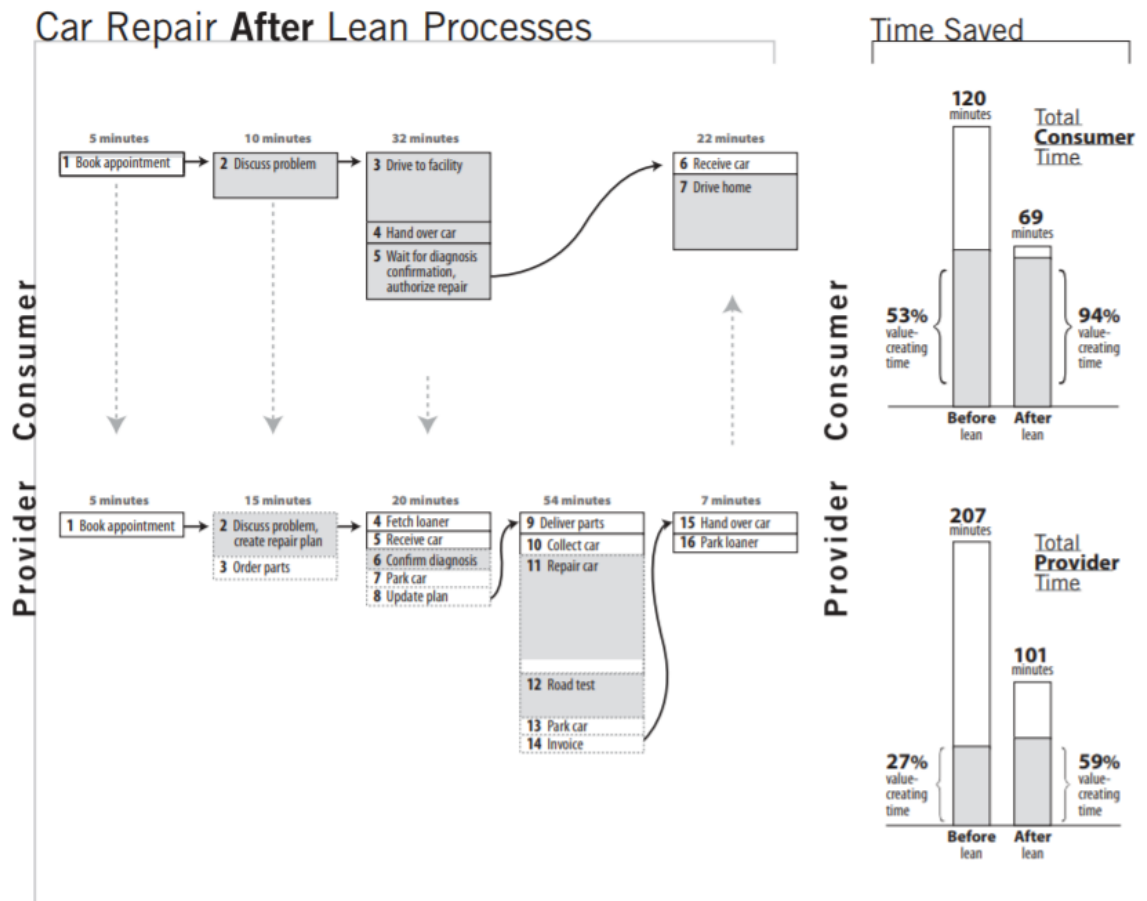 Car Repair After Lean Processes
Time Saved
Consumer
5 minutes
1 Book appointment
10 minutes
2 Discuss problem
32 minutes
3 Drive to facility
4 Hand over car
5 Wait for diagnosis
confirmation,
authorize repair
22 minutes
6 Receive car
7 Drive home
Provider
5 minutes
1 Book appointment
15 minutes
2 Discuss problem,
create repair plan
3 Order parts
20 minutes
4 Fetch loaner
5 Receive car
6 Confirm diagnosis
7 Park car
8 Update plan
54 minutes
9 Deliver parts
10 Collect car
11 Repair car
12 Road test
13 Park car
14 Invoice
7 minutes
15 Hand over car
16 Park loaner
Consumer
120
minutes
Total
Consumer
Time
69
minutes
53%
value-
creating
time
94%
value-
creating
time
Before
lean
After
lean
Provider
207
minutes
Total
Provider
Time
101
minutes
27%
value-
creating
time
59%
value-
creating
time
Before
lean
After
lean